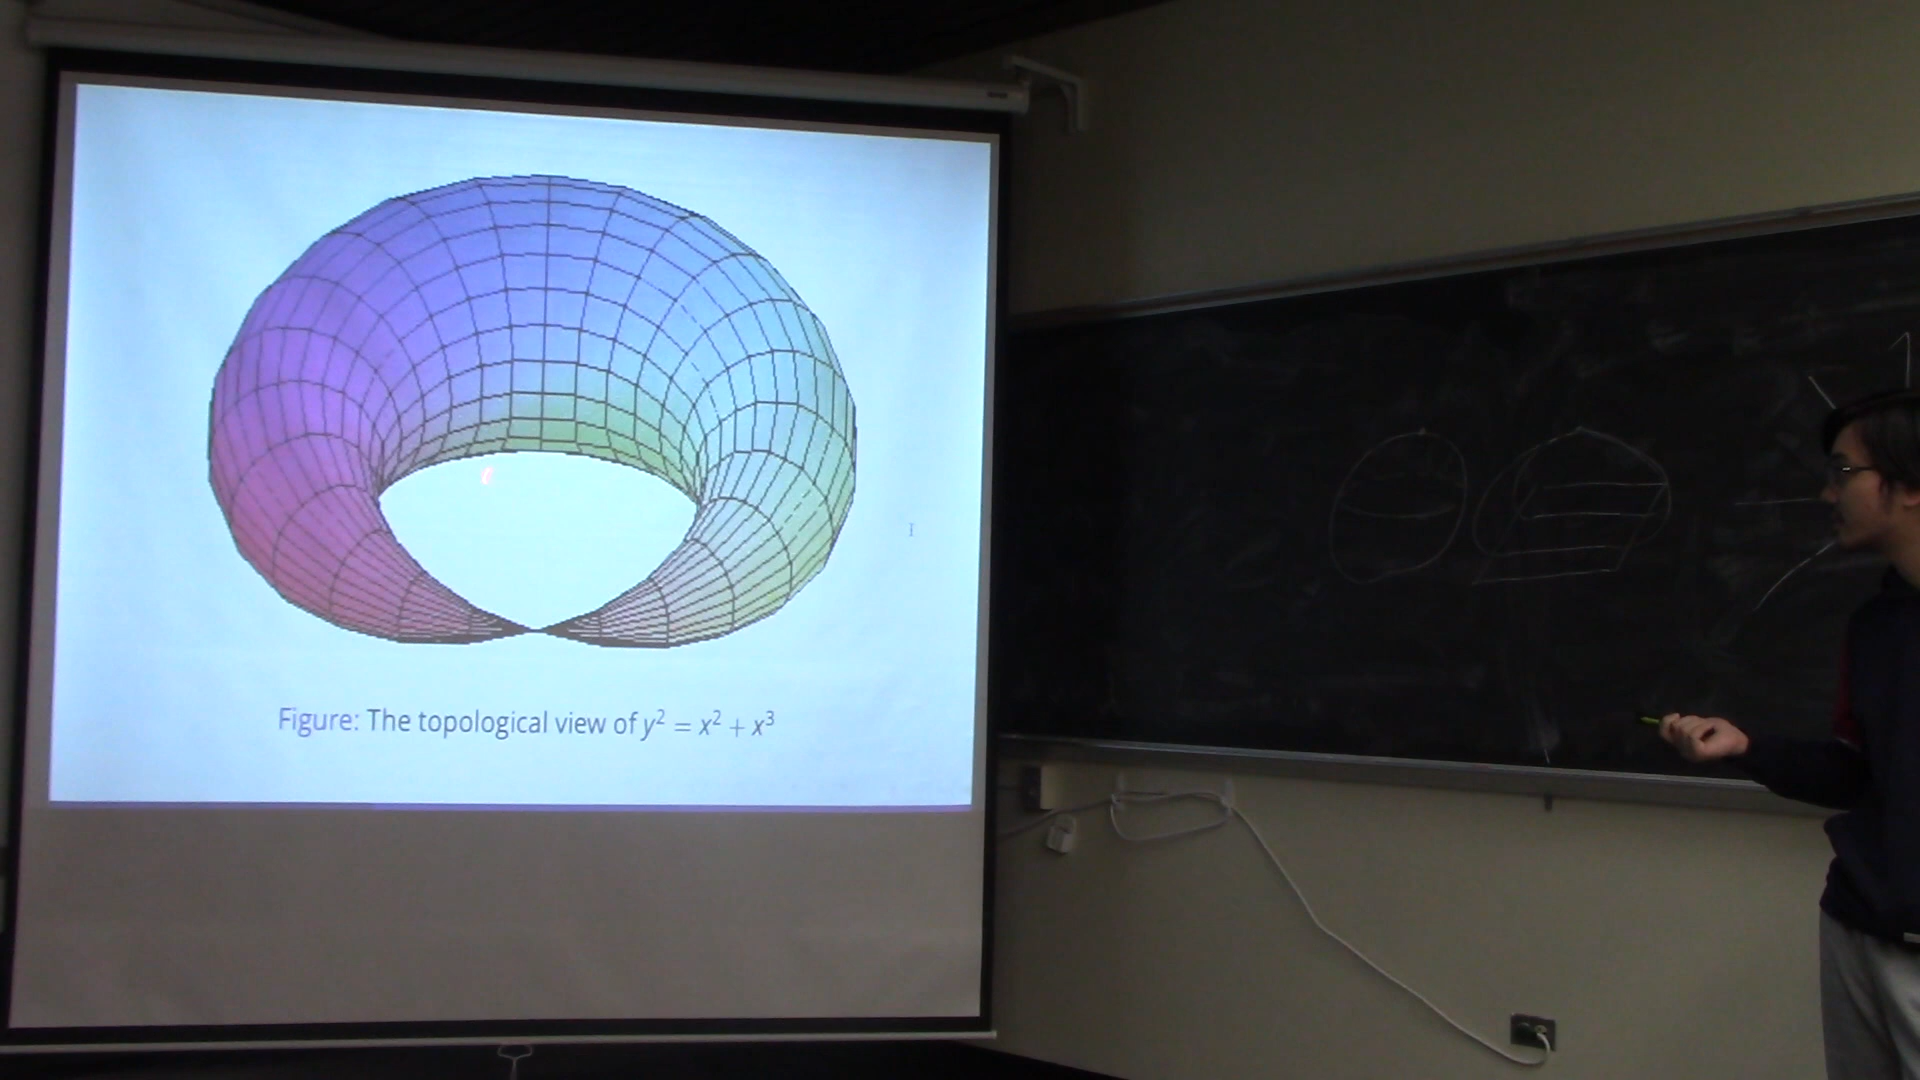 Figure: The topological view of y² = x² + x³